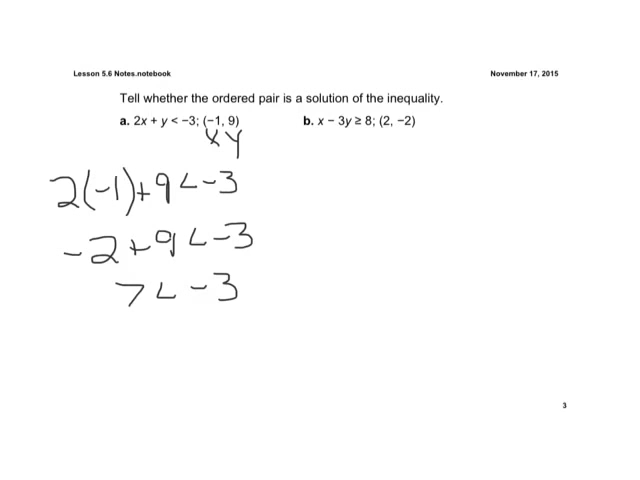 Lesson 5.6 Notes.notebook November 17, 2015
Tell whether the ordered pair is a solution of the inequality.
a. 2x + y < −3; (−1, 9) b. x − 3y ≥ 8; (2, −2)
x y
2(-1)+9<-3
-2+9<-3
7<-3
3